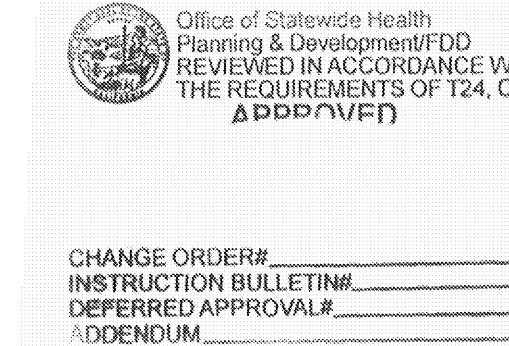 Office of Statewide Health
Planning & Development/FDD
REVIEWED IN ACCORDANCE W
THE REQUIREMENTS OF T24, C
APPROVED
CHANGE ORDER#
INSTRUCTION BULLETIN#
DEFERRED APPROVAL#
ADDENDUM